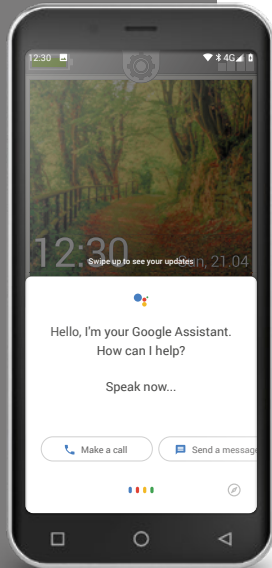 12:30
4G
12:30
Sun, 21.04
Swipe up to see your updates
Hello, I'm your Google Assistant.
How can I help?
Speak now...
Make a call
Send a message